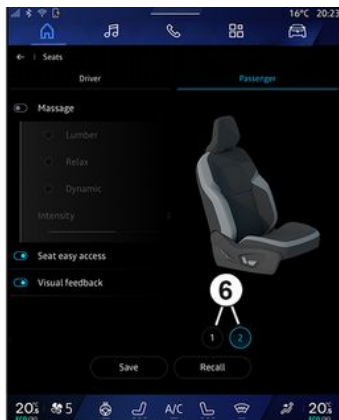 16°C 20:23
Seats
Driver
Passenger
Massage
Lumber
Relax
Dynamic
Intensity
Seat easy access
Visual feedback
6
1 2
Save
Recall
20.5 5 A/C 20.5